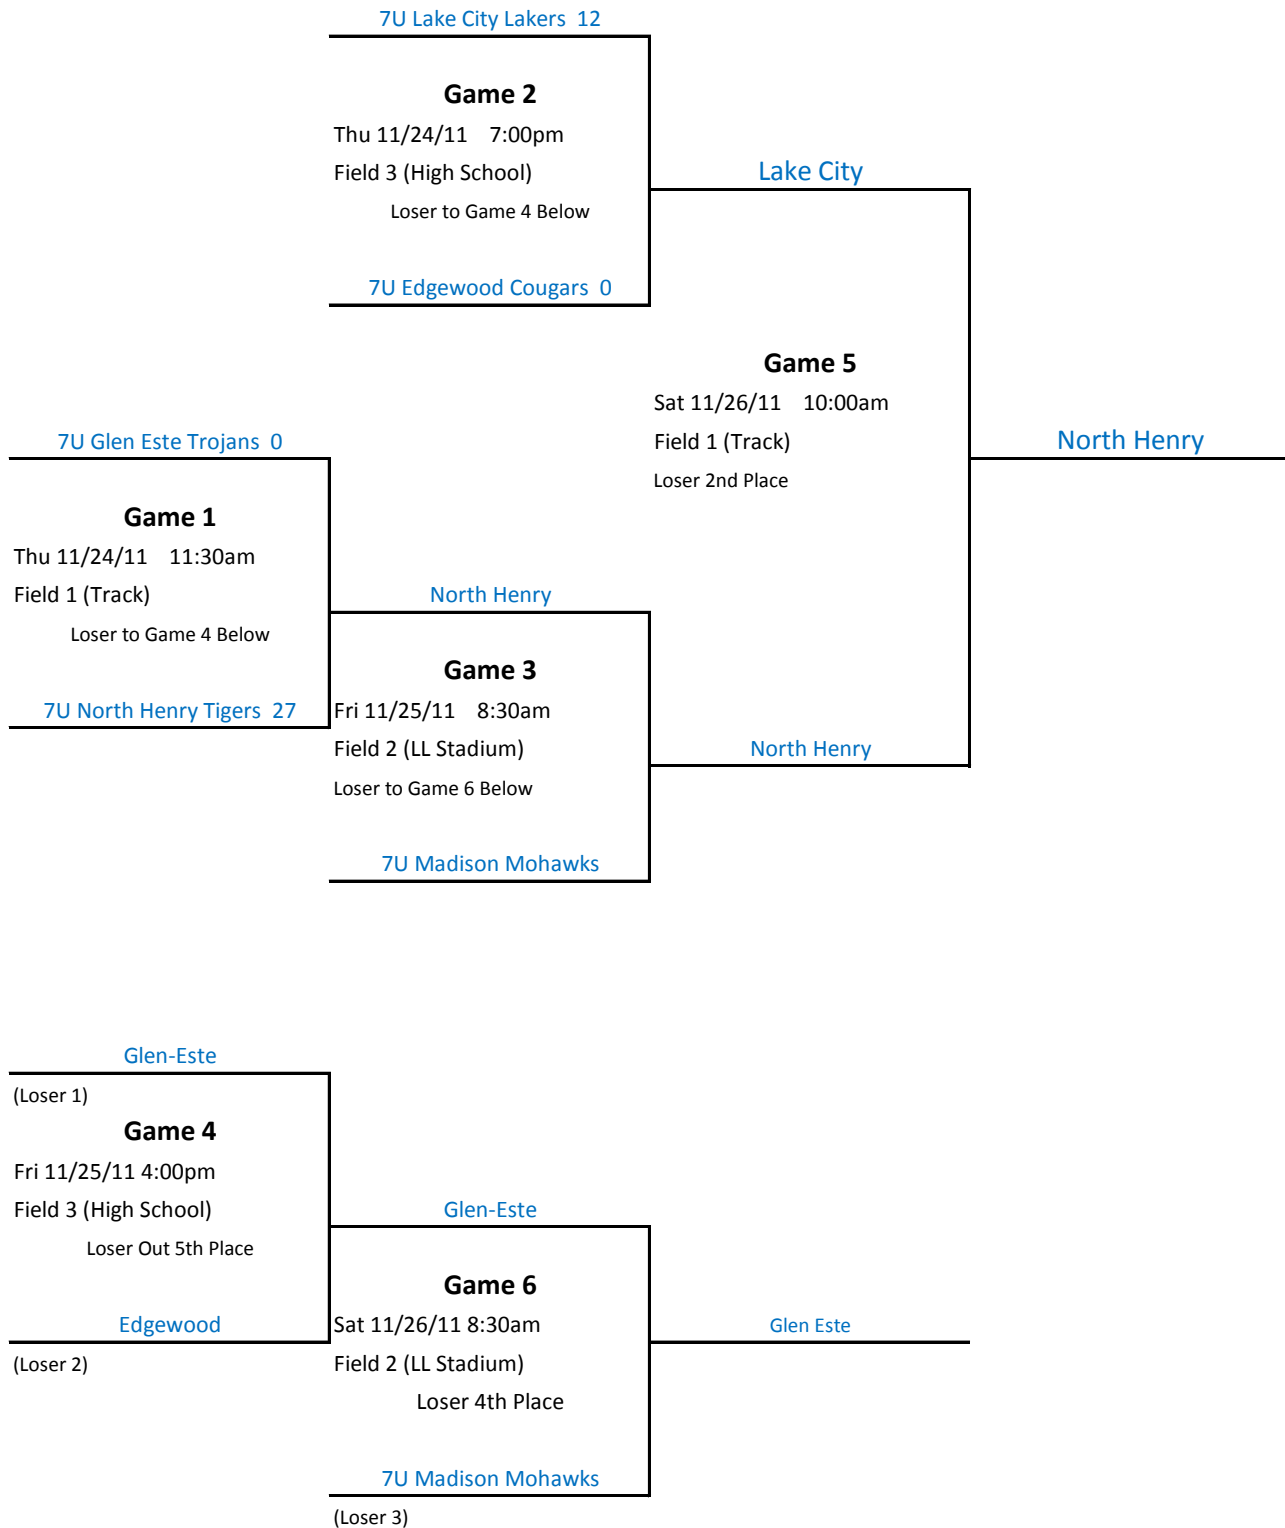 7U Lake City Lakers  12
Game 2
Thu 11/24/11    7:00pm
Field 3 (High School)
Loser to Game 4 Below
7U Edgewood Cougars  0
Lake City
Game 5
Sat 11/26/11    10:00am
Field 1 (Track)
Loser 2nd Place
North Henry
7U Glen Este Trojans  0
Game 1
Thu 11/24/11    11:30am
Field 1 (Track)
Loser to Game 4 Below
7U North Henry Tigers  27
North Henry
Game 3
Fri 11/25/11    8:30am
Field 2 (LL Stadium)
Loser to Game 6 Below
7U Madison Mohawks
North Henry
Glen-Este
(Loser 1)
Game 4
Fri 11/25/11 4:00pm
Field 3 (High School)
Loser Out 5th Place
Edgewood
(Loser 2)
Glen-Este
Game 6
Sat 11/26/11 8:30am
Field 2 (LL Stadium)
Loser 4th Place
7U Madison Mohawks
(Loser 3)
Glen Este